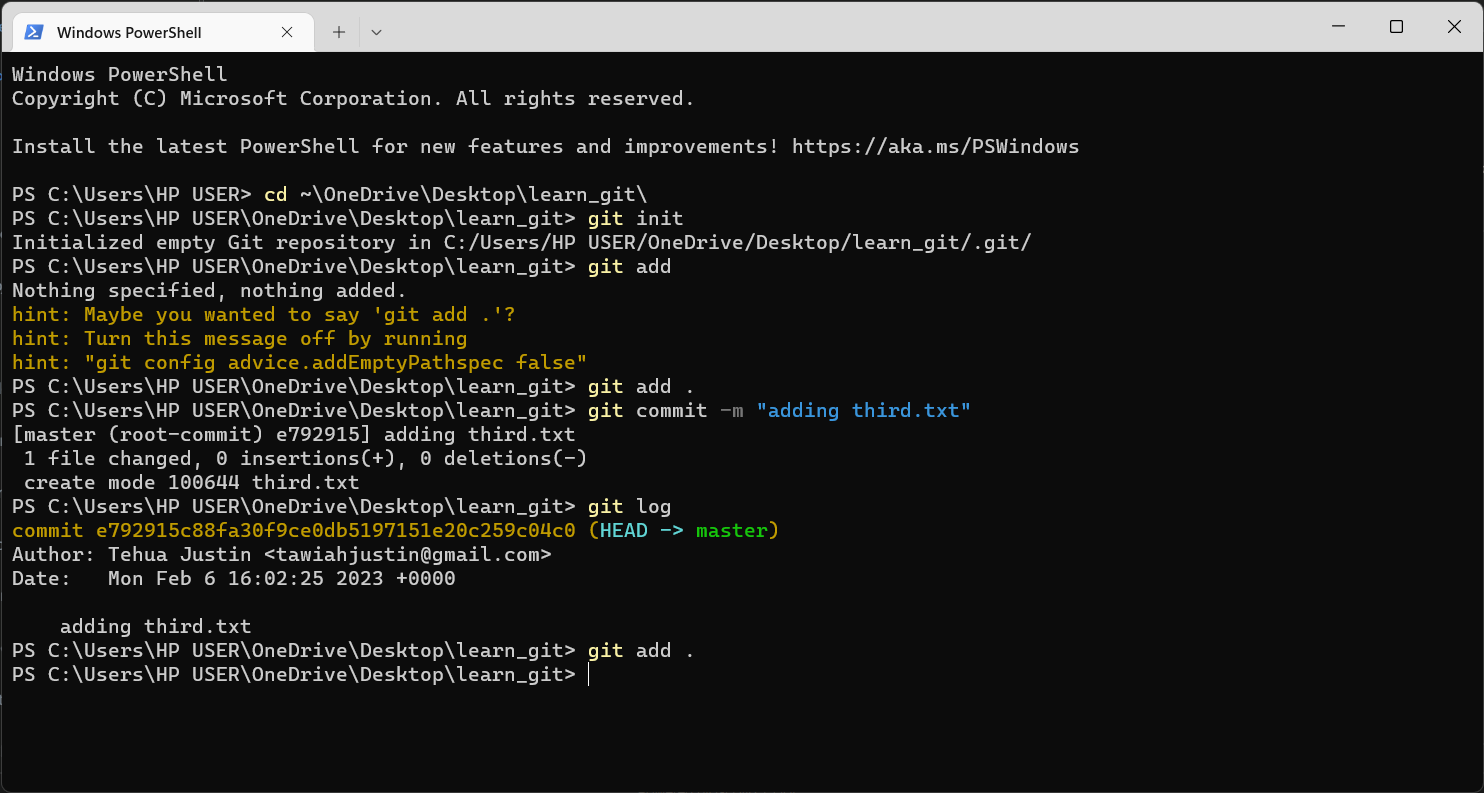 Windows PowerShell
Windows PowerShell
Copyright (C) Microsoft Corporation. All rights reserved.
Install the latest PowerShell for new features and improvements! https://aka.ms/PSWindows
PS C:\Users\HP USER> cd ~\OneDrive\Desktop\learn_git\
PS C:\Users\HP USER\OneDrive\Desktop\learn_git> git init
Initialized empty Git repository in C:/Users/HP USER/OneDrive/Desktop/learn_git/.git/
PS C:\Users\HP USER\OneDrive\Desktop\learn_git> git add
Nothing specified, nothing added.
hint: Maybe you wanted to say 'git add .'?
hint: Turn this message off by running
hint: "git config advice.addEmptyPathspec false"
PS C:\Users\HP USER\OneDrive\Desktop\learn_git> git add .
PS C:\Users\HP USER\OneDrive\Desktop\learn_git> git commit -m "adding third.txt"
[master (root-commit) e792915] adding third.txt
 1 file changed, 0 insertions(+), 0 deletions(-)
 create mode 100644 third.txt
PS C:\Users\HP USER\OneDrive\Desktop\learn_git> git log
commit e792915c88fa30f9ce0db5197151e20c259c04c0 (HEAD -> master)
Author: Tehua Justin <tawiahjustin@gmail.com>
Date:   Mon Feb 6 16:02:25 2023 +0000
    adding third.txt
PS C:\Users\HP USER\OneDrive\Desktop\learn_git> git add .
PS C:\Users\HP USER\OneDrive\Desktop\learn_git>